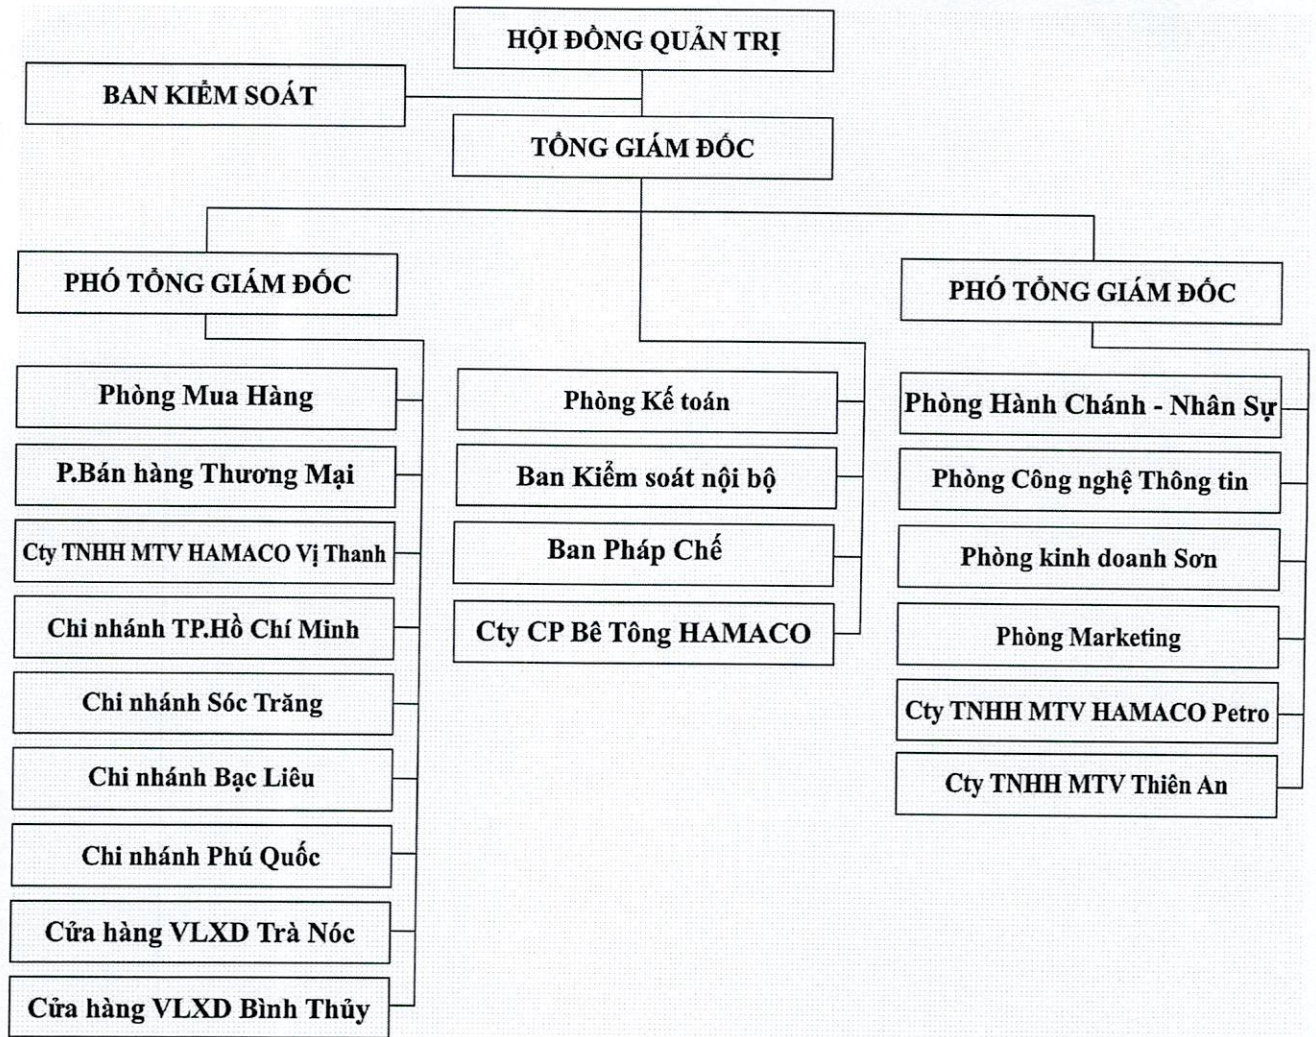 HỘI ĐỒNG QUẢN TRỊ
BAN KIỂM SOÁT
TỔNG GIÁM ĐỐC
PHÓ TỔNG GIÁM ĐỐC
Phòng Mua Hàng
P.Bán hàng Thương Mại
Cty TNHH MTV HAMACO Vị Thanh
Chi nhánh TP.Hồ Chí Minh
Chi nhánh Sóc Trăng
Chi nhánh Bạc Liêu
Chi nhánh Phú Quốc
Cửa hàng VLXD Trà Nóc
Cửa hàng VLXD Bình Thủy
Phòng Kế toán
Ban Kiểm soát nội bộ
Ban Pháp Chế
Cty CP Bê Tông HAMACO
PHÓ TỔNG GIÁM ĐỐC
Phòng Hành Chánh - Nhân Sự
Phòng Công nghệ Thông tin
Phòng kinh doanh Sơn
Phòng Marketing
Cty TNHH MTV HAMACO Petro
Cty TNHH MTV Thiên An